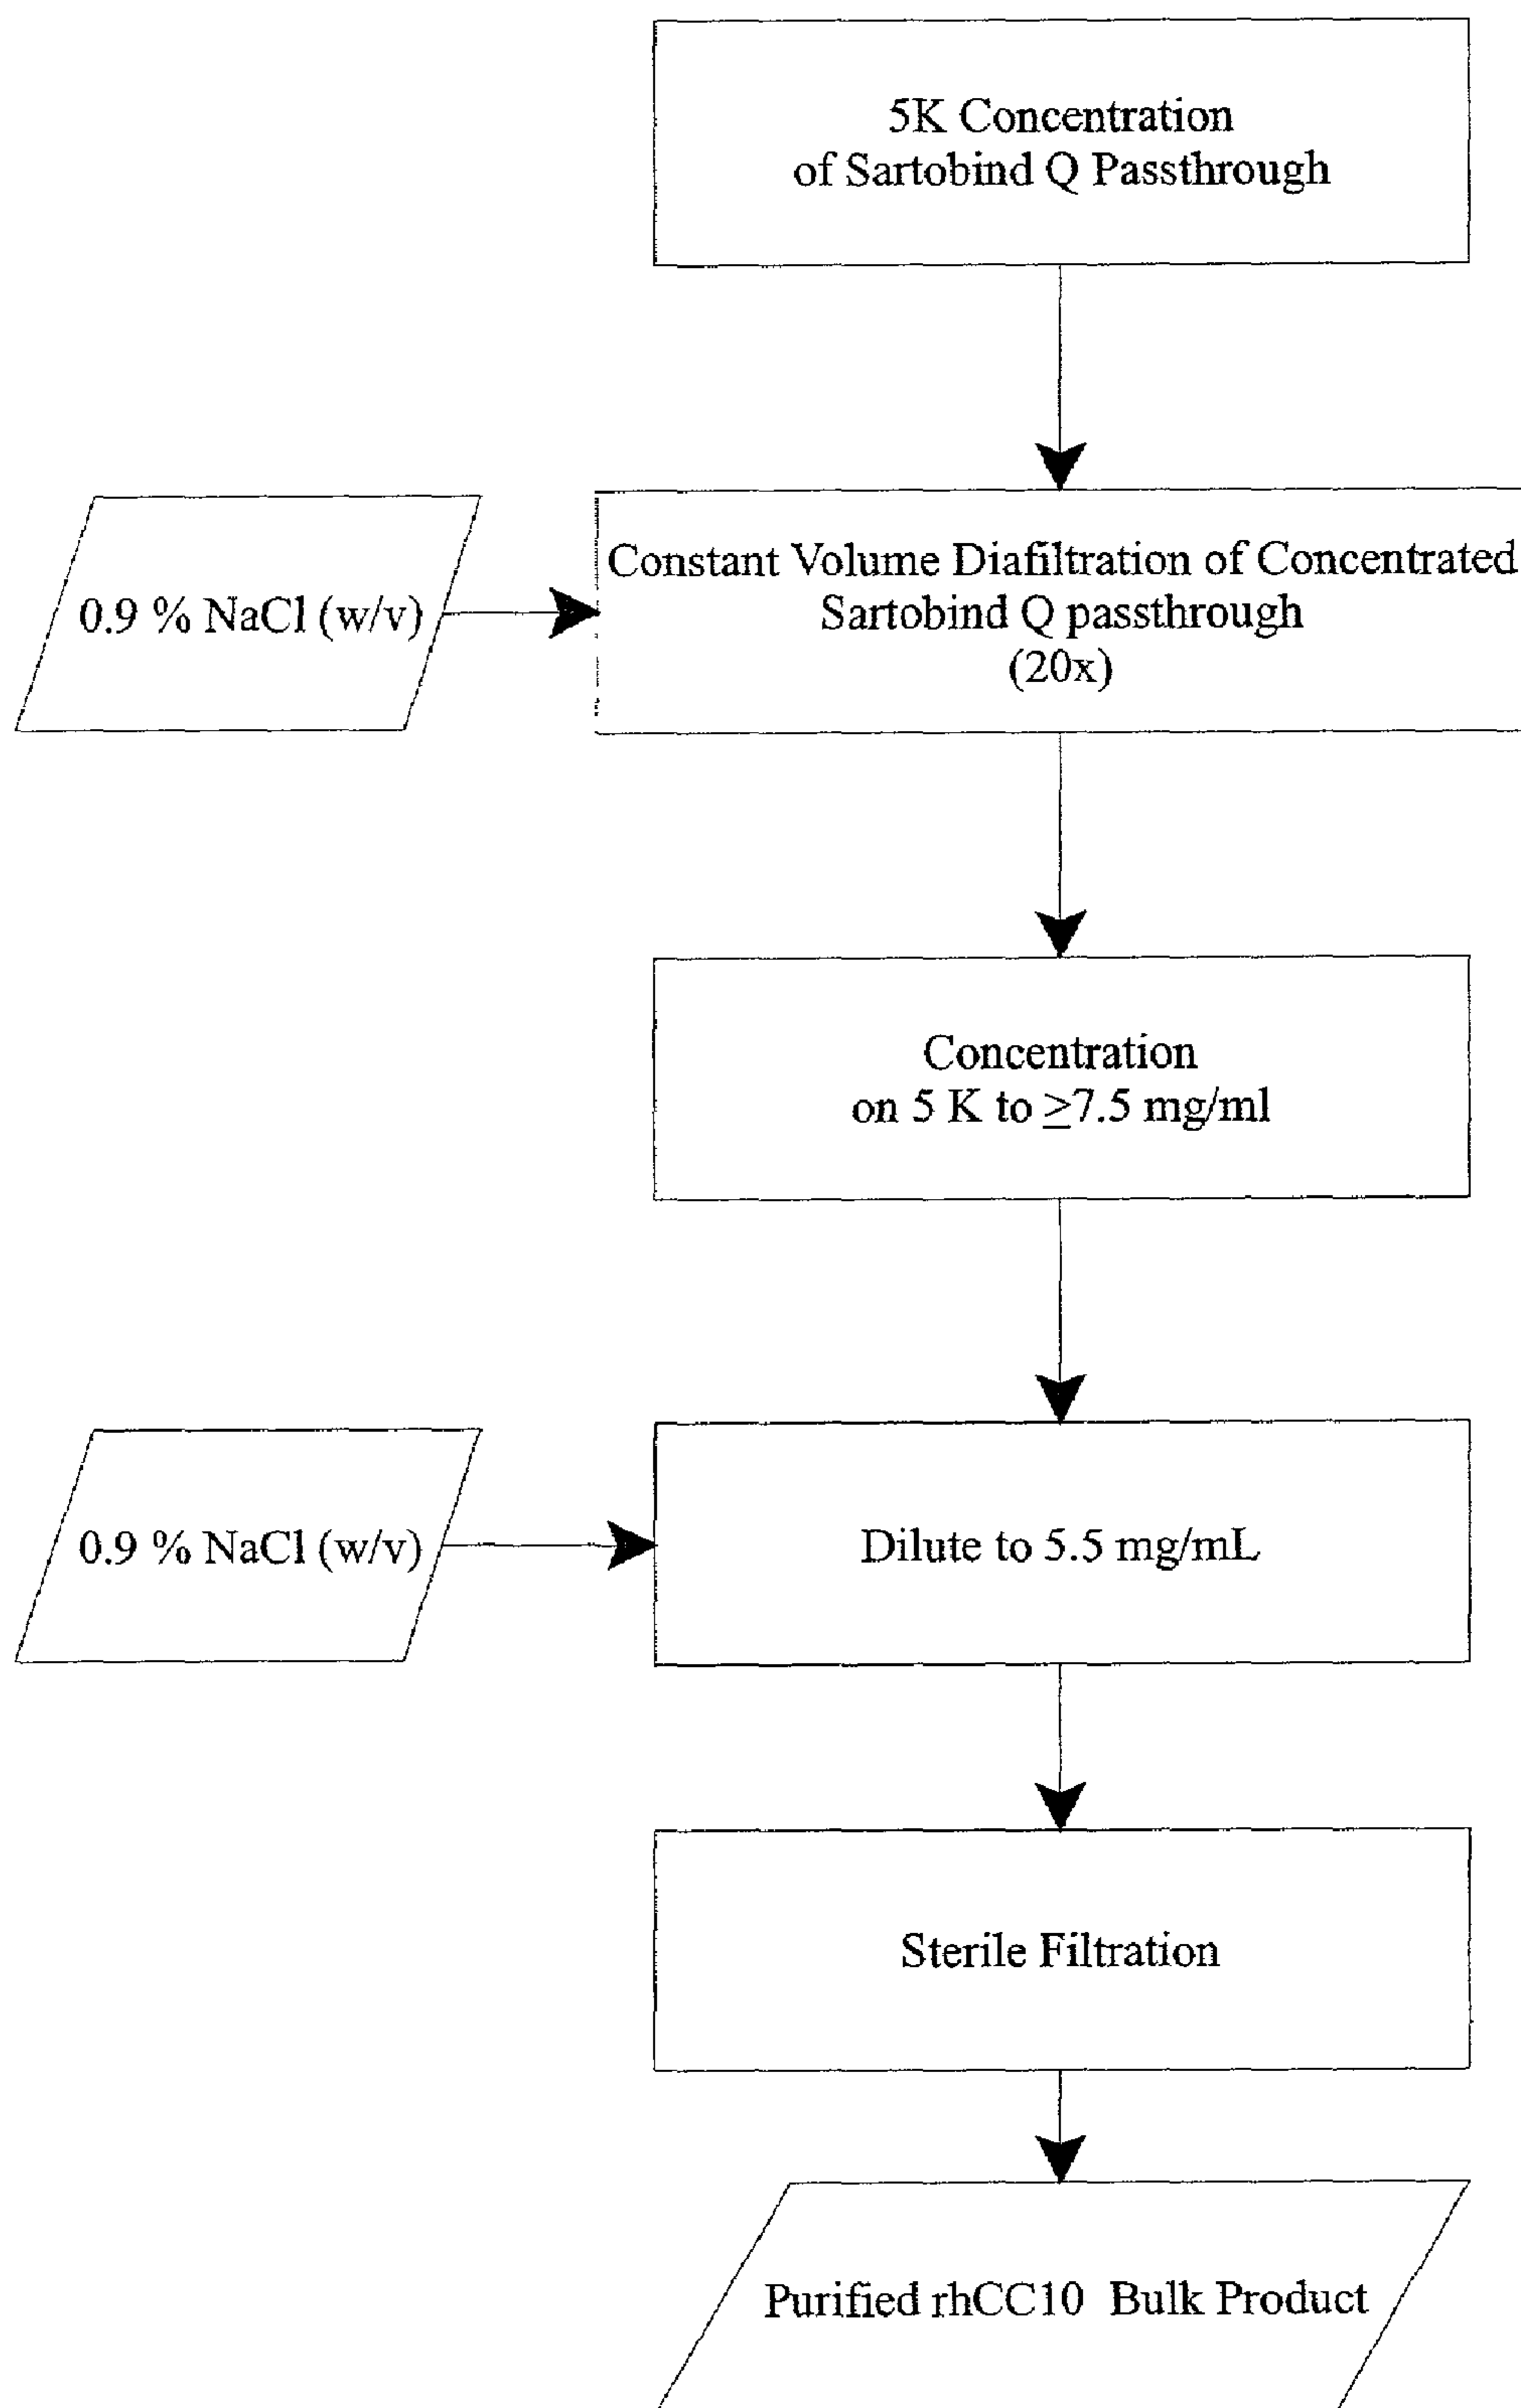 5K Concentration
of Sartobind Q Passthrough
0.9 % NaCl (w/v)
Constant Volume Diafiltration of Concentrated
Sartobind Q passthrough
(20x)
Concentration
on 5 K to ≥7.5 mg/ml
0.9 % NaCl (w/v)
Dilute to 5.5 mg/mL
Sterile Filtration
Purified rhCC10 Bulk Product